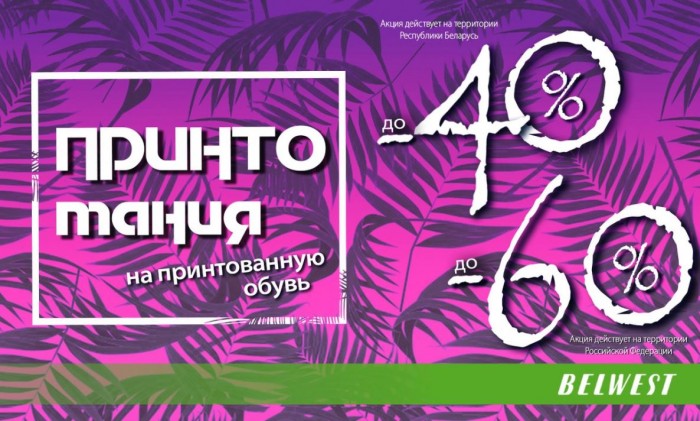 ПРИНТО
ТАНИЯ
на принтованную
обувь
Акция действует на территории
Республики Беларусь
до -40%
до -60%
Акция действует на территории
Российской Федерации
BELWEST